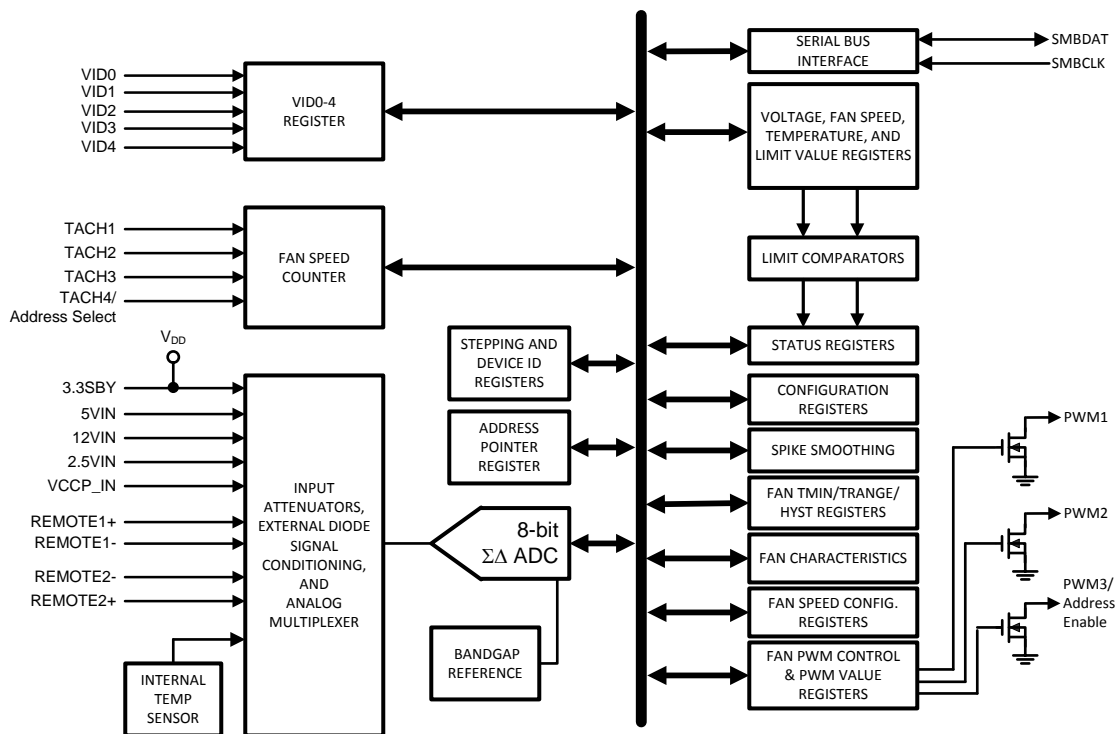 VID0
VID1
VID2
VID3
VID4
VID0-4
REGISTER
TACH1
TACH2
TACH3
TACH4/
Address Select
FAN SPEED
COUNTER
VDD
3.3SBY
5VIN
12VIN
2.5VIN
VCCP_IN
REMOTE1+
REMOTE1-
REMOTE2-
REMOTE2+
INTERNAL
TEMP
SENSOR
INPUT
ATTENUATORS,
EXTERNAL DIODE
SIGNAL
CONDITIONING,
AND
ANALOG
MULTIPLEXER
STEPPING AND
DEVICE ID
REGISTERS
ADDRESS
POINTER
REGISTER
8-bit
ΣΔ ADC
BANDGAP
REFERENCE
SERIAL BUS
INTERFACE
SMBDAT
SMBCLK
VOLTAGE, FAN SPEED,
TEMPERATURE, AND
LIMIT VALUE REGISTERS
LIMIT COMPARATORS
STATUS REGISTERS
CONFIGURATION
REGISTERS
SPIKE SMOOTHING
FAN TMIN/TRANGE/
HYST REGISTERS
FAN CHARACTERISTICS
FAN SPEED CONFIG.
REGISTERS
FAN PWM CONTROL
& PWM VALUE
REGISTERS
PWM1
PWM2
PWM3/
Address
Enable